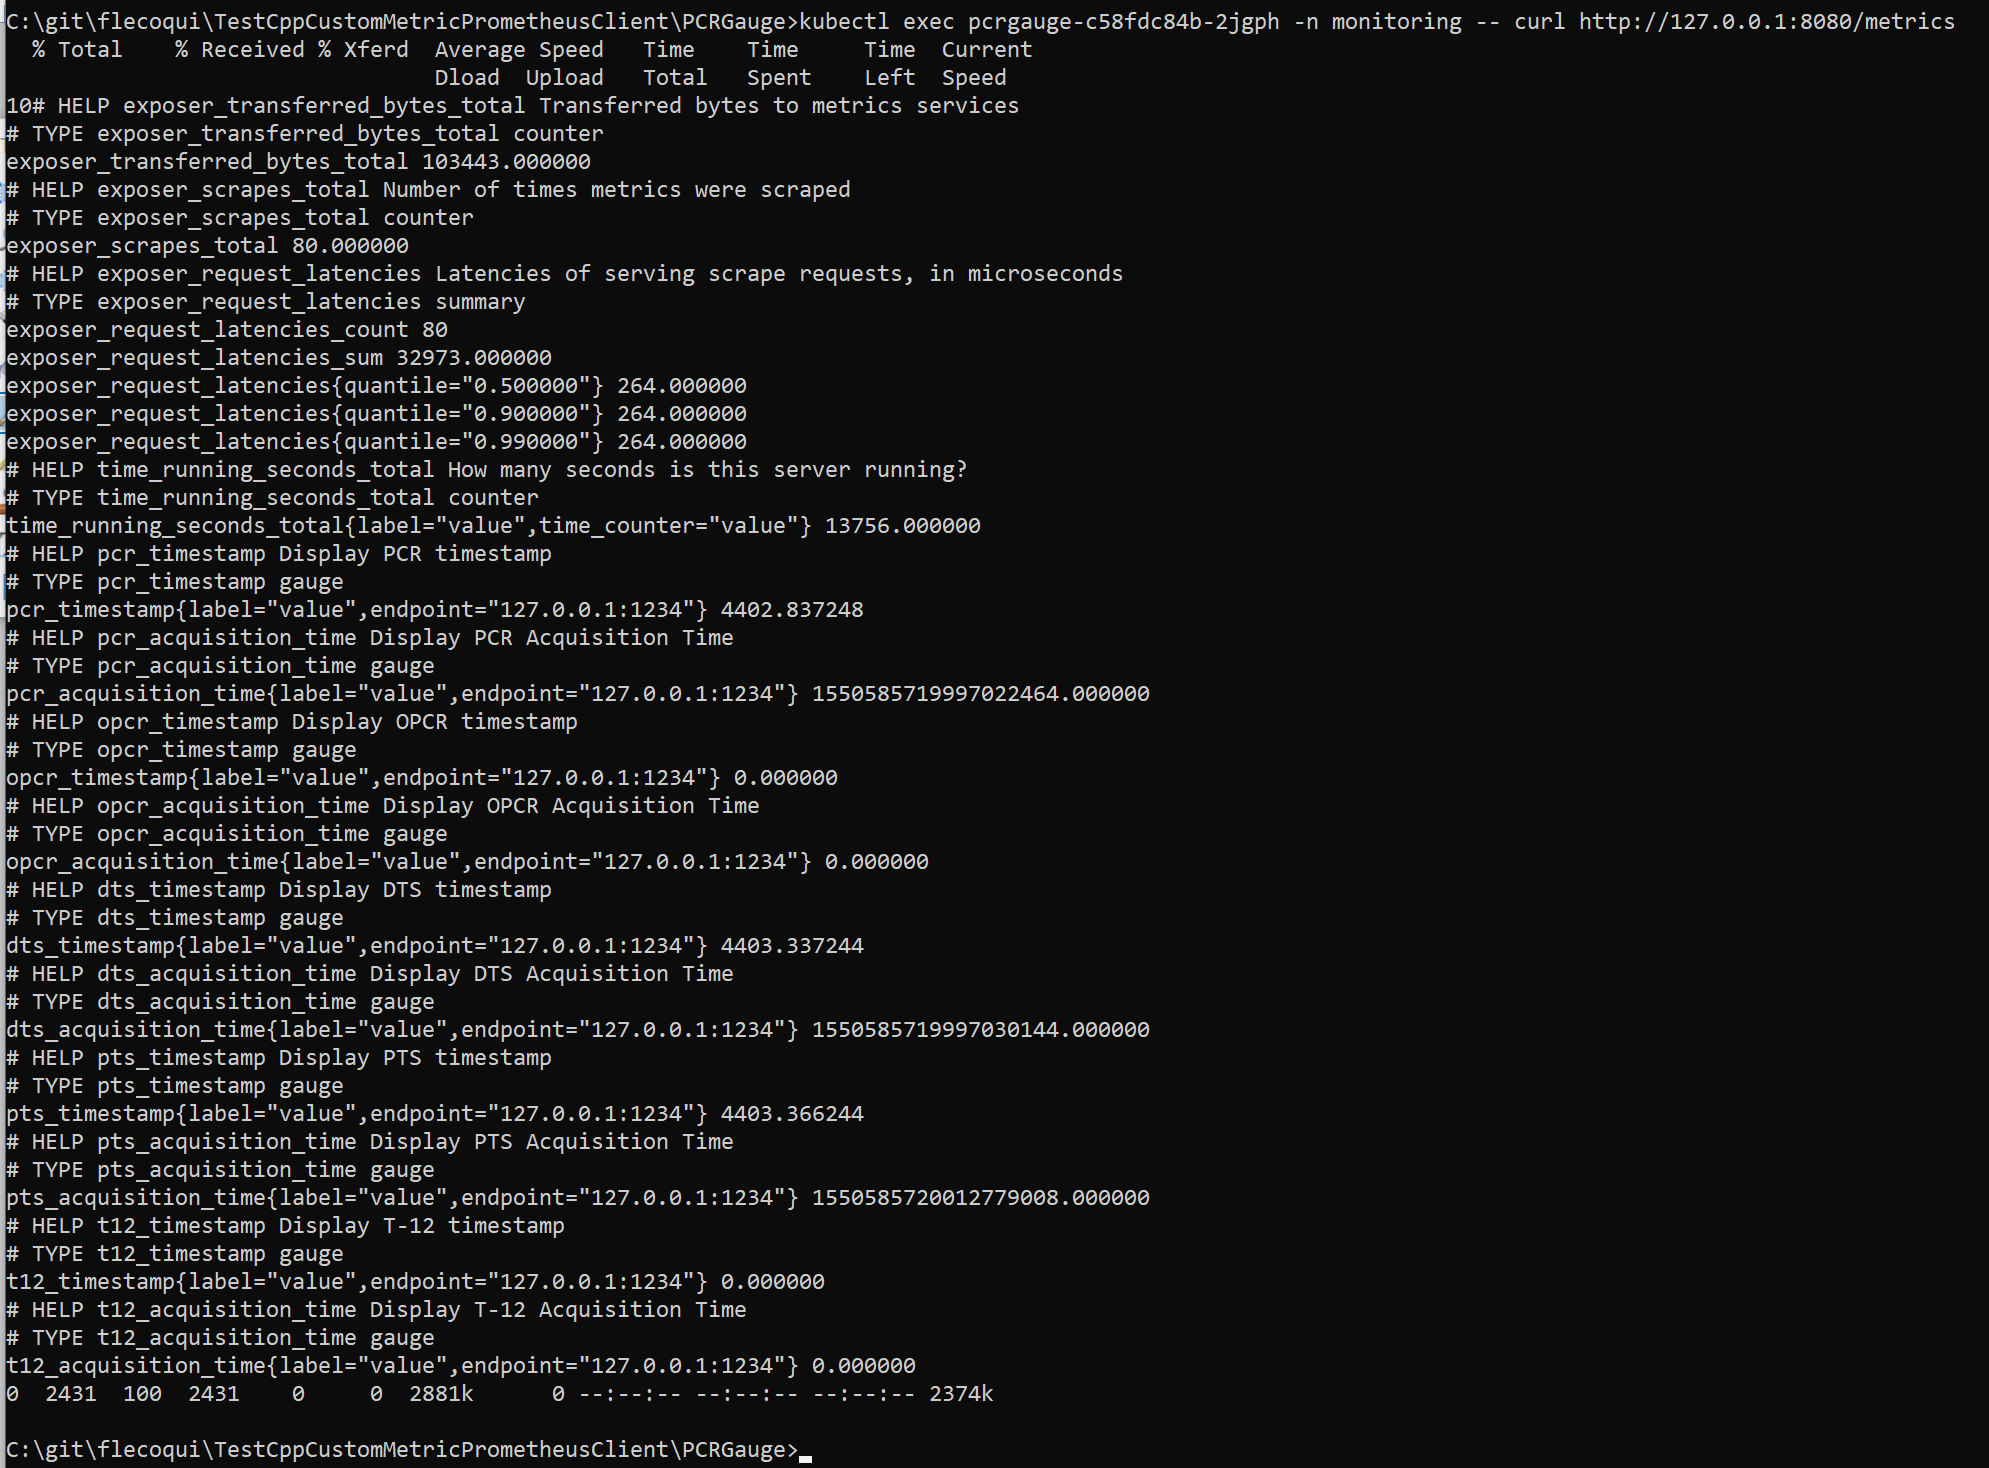 C:\git\flecoqui\TestCppCustomMetricPrometheusClient\PCRGauge>kubectl exec pcrgauge-c58fdc84b-2jgph -n monitoring -- curl http://127.0.0.1:8080/metrics
% Total % Received % Xferd Average Speed Time Time Time Current
Dload Upload Total Spent Left Speed
10# HELP exposer_transferred_bytes_total Transferred bytes to metrics services
# TYPE exposer_transferred_bytes_total counter
exposer_transferred_bytes_total 103443.000000
# HELP exposer_scrapes_total Number of times metrics were scraped
# TYPE exposer_scrapes_total counter
exposer_scrapes_total 80.000000
# HELP exposer_request_latencies Latencies of serving scrape requests, in microseconds
# TYPE exposer_request_latencies summary
exposer_request_latencies_count 80
exposer_request_latencies_sum 32973.000000
exposer_request_latencies{quantile="0.500000"} 264.000000
exposer_request_latencies{quantile="0.900000"} 264.000000
exposer_request_latencies{quantile="0.990000"} 264.000000
# HELP time_running_seconds_total How many seconds is this server running?
# TYPE time_running_seconds_total counter
time_running_seconds_total{label="value",time_counter="value"} 13756.000000
# HELP pcr_timestamp Display PCR timestamp
# TYPE pcr_timestamp gauge
pcr_timestamp{label="value",endpoint="127.0.0.1:1234"} 4402.837248
# HELP pcr_acquisition_time Display PCR Acquisition Time
# TYPE pcr_acquisition_time gauge
pcr_acquisition_time{label="value",endpoint="127.0.0.1:1234"} 1550585719997022464.000000
# HELP opcr_timestamp Display OPCR timestamp
# TYPE opcr_timestamp gauge
opcr_timestamp{label="value",endpoint="127.0.0.1:1234"} 0.000000
# HELP opcr_acquisition_time Display OPCR Acquisition Time
# TYPE opcr_acquisition_time gauge
opcr_acquisition_time{label="value",endpoint="127.0.0.1:1234"} 0.000000
# HELP dts_timestamp Display DTS timestamp
# TYPE dts_timestamp gauge
dts_timestamp{label="value",endpoint="127.0.0.1:1234"} 4403.337244
# HELP dts_acquisition_time Display DTS Acquisition Time
# TYPE dts_acquisition_time gauge
dts_acquisition_time{label="value",endpoint="127.0.0.1:1234"} 1550585719997030144.000000
# HELP pts_timestamp Display PTS timestamp
# TYPE pts_timestamp gauge
pts_timestamp{label="value",endpoint="127.0.0.1:1234"} 4403.366244
# HELP pts_acquisition_time Display PTS Acquisition Time
# TYPE pts_acquisition_time gauge
pts_acquisition_time{label="value",endpoint="127.0.0.1:1234"} 1550585720012779008.000000
# HELP t12_timestamp Display T-12 timestamp
# TYPE t12_timestamp gauge
t12_timestamp{label="value",endpoint="127.0.0.1:1234"} 0.000000
# HELP t12_acquisition_time Display T-12 Acquisition Time
# TYPE t12_acquisition_time gauge
t12_acquisition_time{label="value",endpoint="127.0.0.1:1234"} 0.000000
0 2431 100 2431 0 0 2881k 0 --:--:-- --:--:-- --:--:-- 2374k
C:\git\flecoqui\TestCppCustomMetricPrometheusClient\PCRGauge>